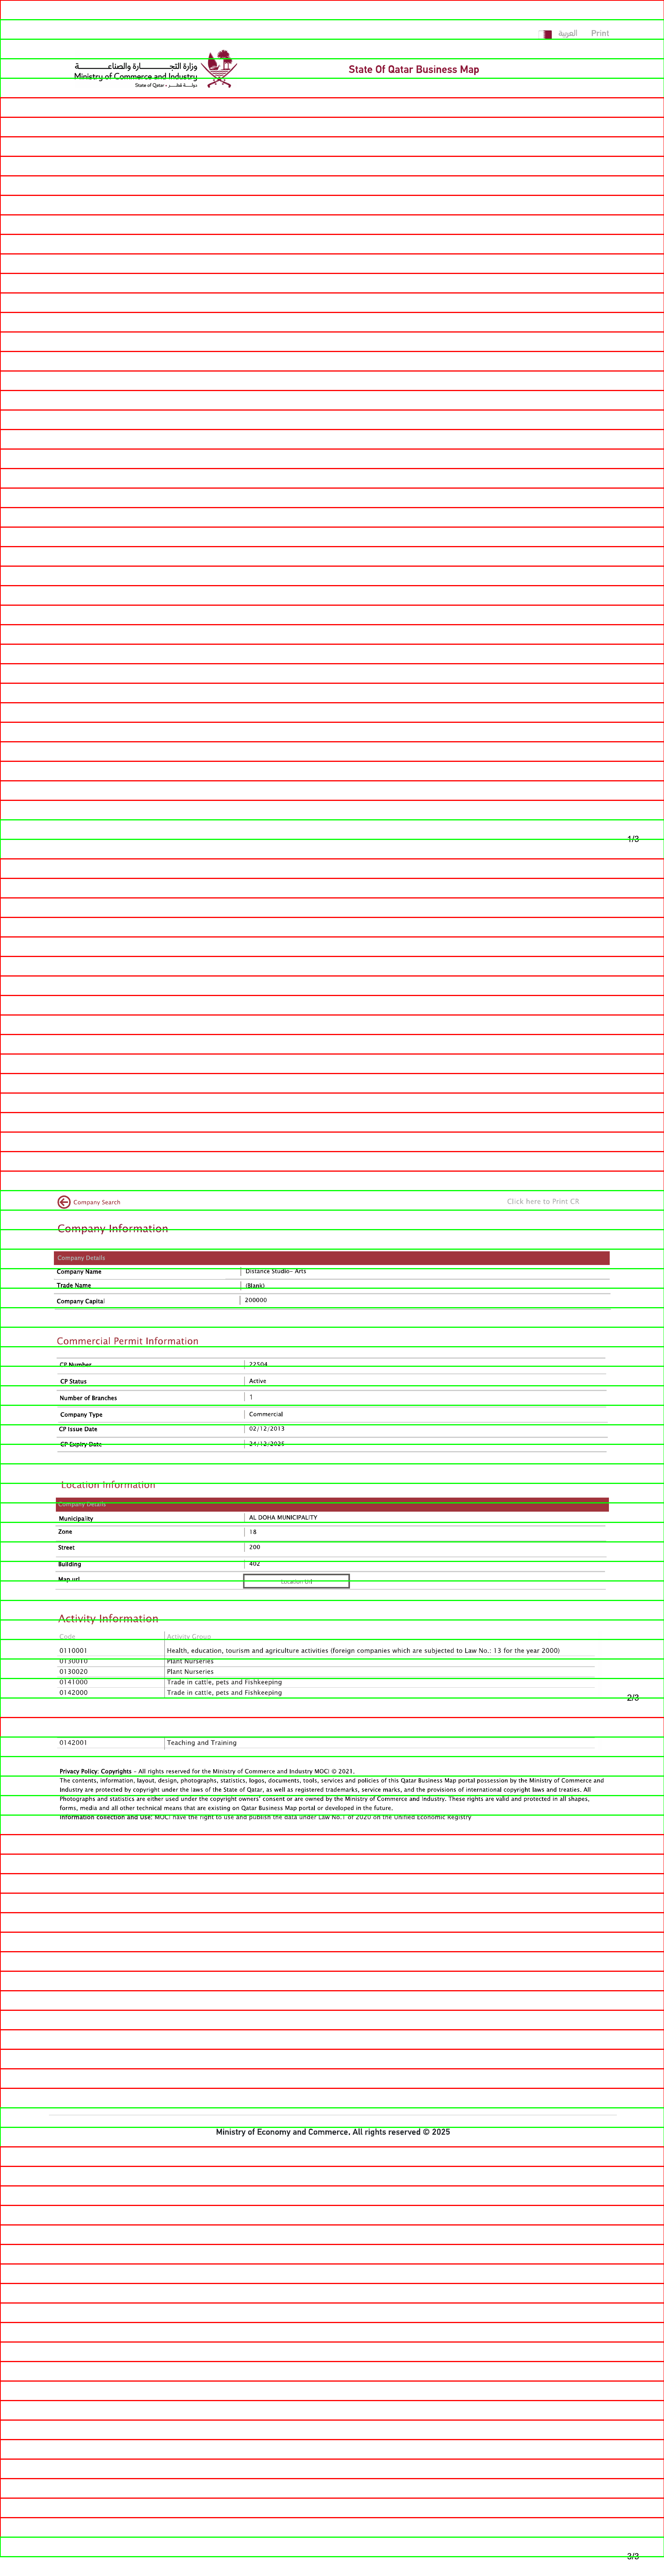 العربية Print
وزارة التجـــارة والصناعـــة
Ministry of Commerce and Industry
State of Qatar • دولـــة قطـــر
State Of Qatar Business Map
1/3
Company Search
Click here to Print CR
Company Information
Company Details
Company Name Distance Studio- Arts
Trade Name (Blank)
Company Capital 200000
Commercial Permit Information
CP Number 22504
CP Status Active
Number of Branches 1
Company Type Commercial
CP Issue Date 02/12/2013
CP Expiry Date 24/12/2025
Location Information
Company Details
Municipality AL DOHA MUNICIPALITY
Zone 18
Street 200
Building 402
Map url Location Url
Activity Information
Code Activity Group
0110001 Health, education, tourism and agriculture activities (foreign companies which are subjected to Law No.: 13 for the year 2000)
0130010 Plant Nurseries
0130020 Plant Nurseries
0141000 Trade in cattle, pets and Fishkeeping
0142000 Trade in cattle, pets and Fishkeeping
2/3
0142001 Teaching and Training
Privacy Policy: Copyrights - All rights reserved for the Ministry of Commerce and Industry MOCI © 2021.
The contents, information, layout, design, photographs, statistics, logos, documents, tools, services and policies of this Qatar Business Map portal possession by the Ministry of Commerce and
Industry are protected by copyright under the laws of the State of Qatar, as well as registered trademarks, service marks, and the provisions of international copyright laws and treaties. All
Photographs and statistics are either used under the copyright owners' consent or are owned by the Ministry of Commerce and industry. These rights are valid and protected in all shapes,
forms, media and all other technical means that are existing on Qatar Business Map portal or developed in the future.
Information collection and Use: MOCI have the right to use and publish the data under Law No.1 of 2020 on the Unified Economic Registry
Ministry of Economy and Commerce, All rights reserved © 2025
3/3